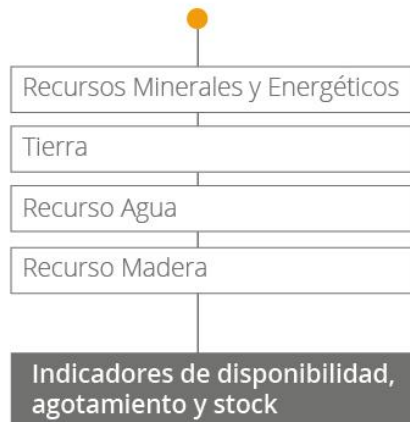 Recursos Minerales y Energéticos
Tierra
Recurso Agua
Recurso Madera
Indicadores de disponibilidad,
agotamiento y stock